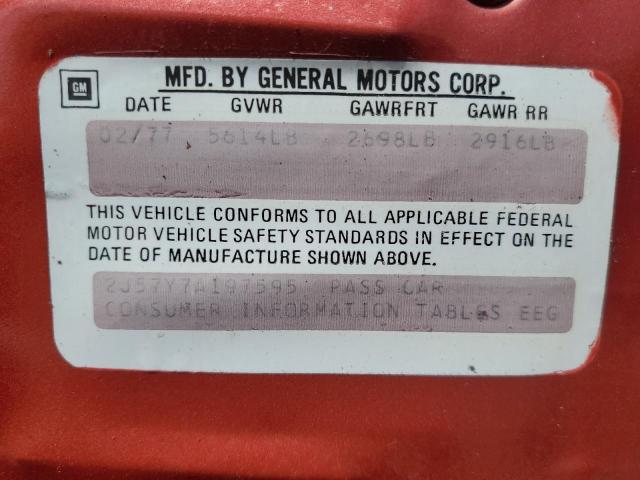 GM
MFD. BY GENERAL MOTORS CORP.
DATE GVWR GAWRFRT GAWR RR
02/77 5614LB 2698LB 2916LB
THIS VEHICLE CONFORMS TO ALL APPLICABLE FEDERAL
MOTOR VEHICLE SAFETY STANDARDS IN EFFECT ON THE
DATE OF MANUFACTURE SHOWN ABOVE.
2J57Y7A197595 PASS CAR
CONSUMER INFORMATION TABLES EEG